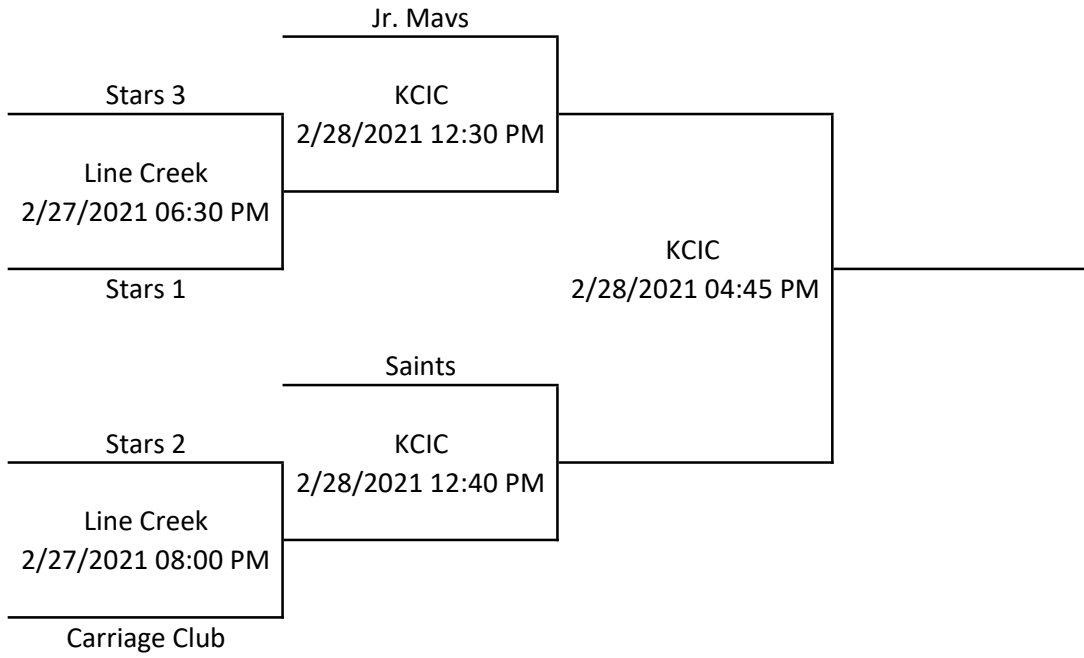 Jr. Mavs
Stars 3
KCIC
2/28/2021 12:30 PM
Line Creek
2/27/2021 06:30 PM
Stars 1
KCIC
2/28/2021 04:45 PM
Saints
Stars 2
KCIC
2/28/2021 12:40 PM
Line Creek
2/27/2021 08:00 PM
Carriage Club